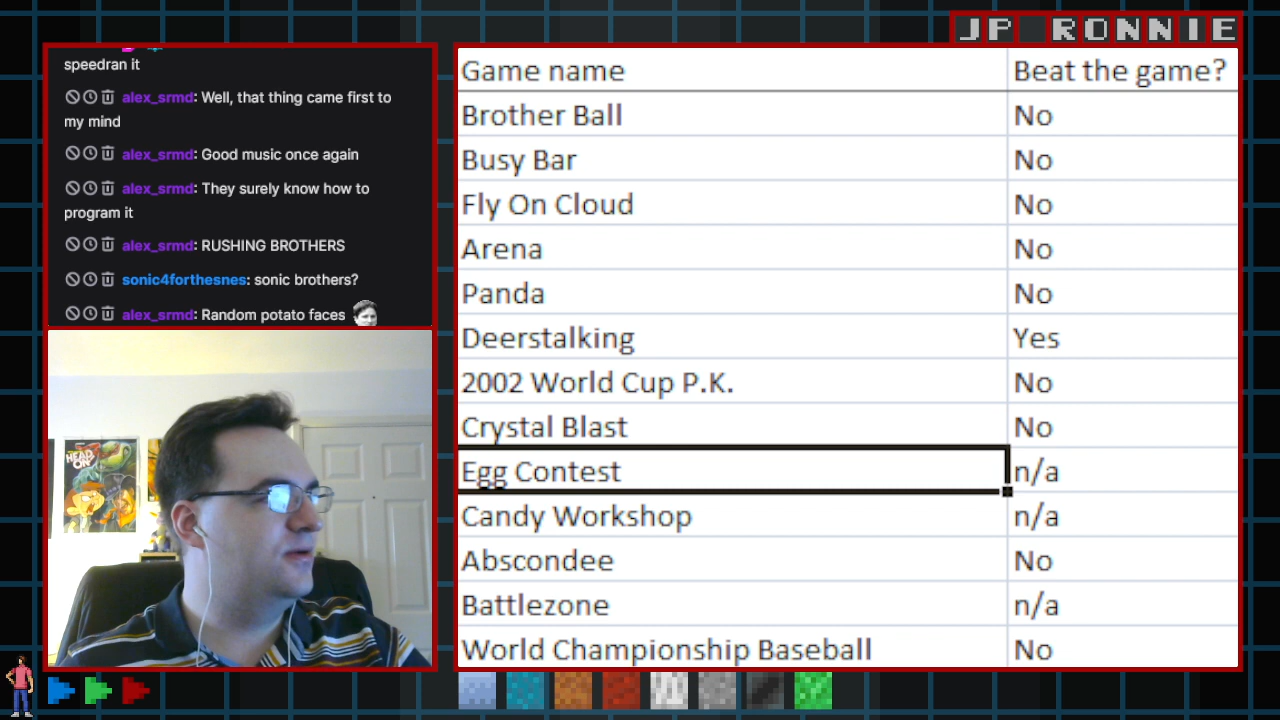 JP RONNIE
speedran it
alex_srmd: Well, that thing came first to
my mind
alex_srmd: Good music once again
alex_srmd: They surely know how to
program it
alex_srmd: RUSHING BROTHERS
sonic4forthesnes: sonic brothers?
alex_srmd: Random potato faces
HEAD ON
Game name Beat the game?
Brother Ball No
Busy Bar No
Fly On Cloud No
Arena No
Panda No
Deerstalking Yes
2002 World Cup P.K. No
Crystal Blast No
Egg Contest n/a
Candy Workshop n/a
Abscondee No
Battlezone n/a
World Championship Baseball No